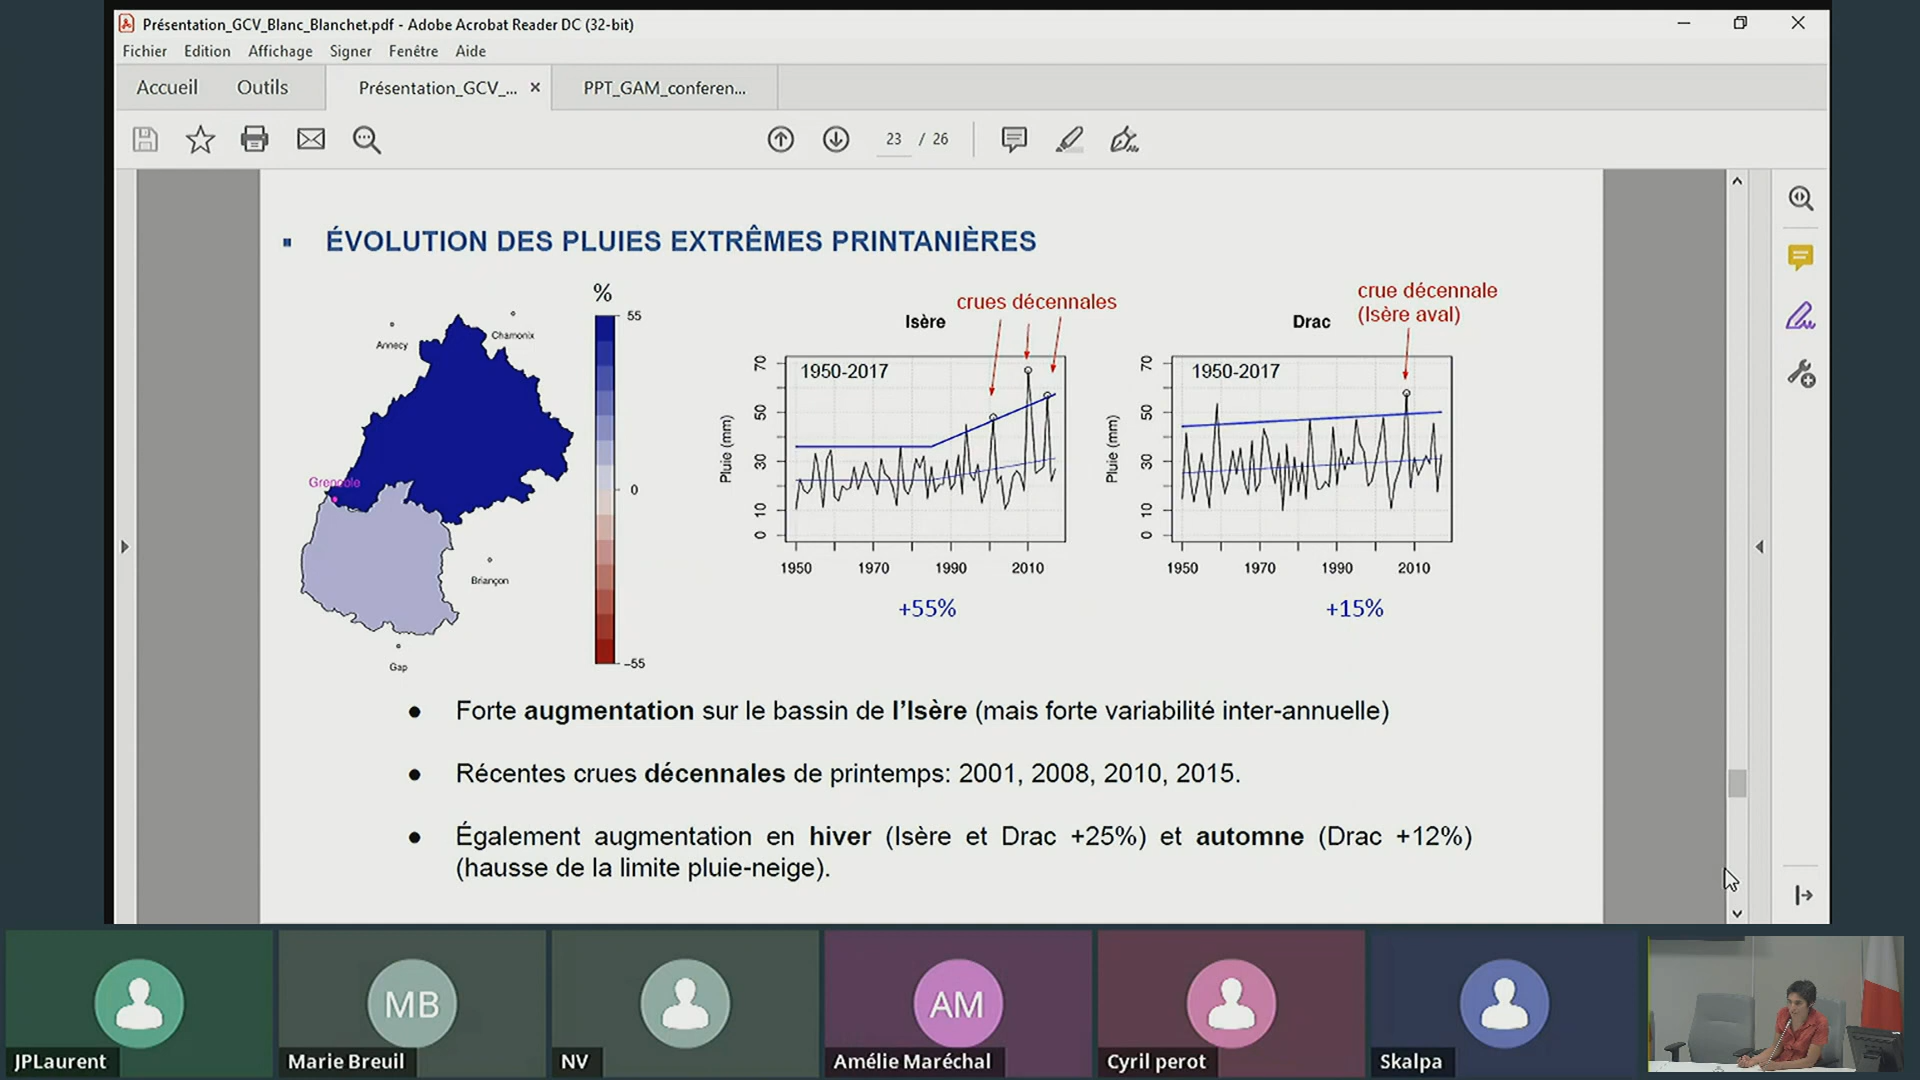 Présentation_GCV_Blanc_Blanchet.pdf - Adobe Acrobat Reader DC (32-bit)
Fichier Edition Affichage Signer Fenêtre Aide
Accueil Outils Présentation_GCV_... × PPT_GAM_conferen...
23 / 26
ÉVOLUTION DES PLUIES EXTRÊMES PRINTANIÈRES
%
55
0
-55
Annecy
Chamonix
Grenoble
Briançon
Gap
crues décennales
Isère
1950-2017
Pluie (mm)
70
50
30
10
0
1950 1970 1990 2010
+55%
crue décennale
(Isère aval)
Drac
1950-2017
Pluie (mm)
70
50
30
10
0
1950 1970 1990 2010
+15%
● Forte augmentation sur le bassin de l’Isère (mais forte variabilité inter-annuelle)
● Récentes crues décennales de printemps: 2001, 2008, 2010, 2015.
● Également augmentation en hiver (Isère et Drac +25%) et automne (Drac +12%)
(hausse de la limite pluie-neige).
MB
AM
JPLaurent
Marie Breuil
NV
Amélie Maréchal
Cyril perot
Skalpa